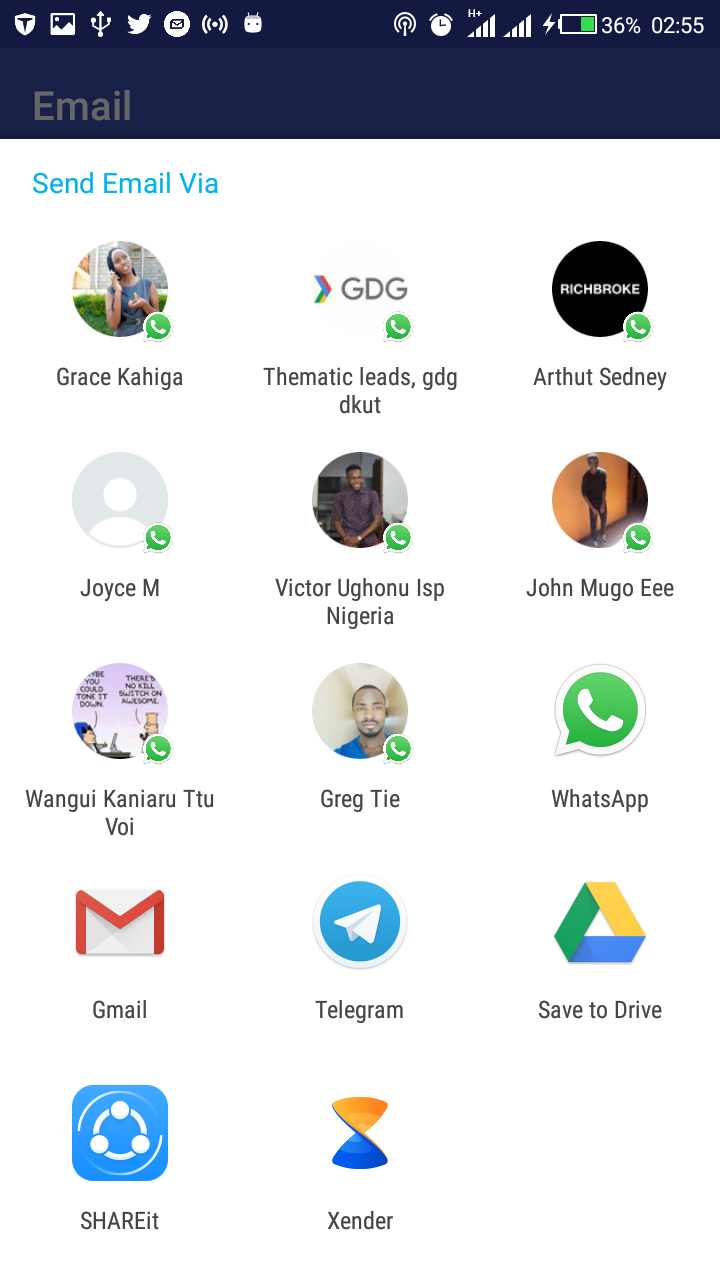 H+
36% 02:55
Email
Send Email Via
GDG
RICHBROKE
Grace Kahiga
Thematic leads, gdg
dkut
Arthut Sedney
Joyce M
Victor Ughonu Isp
Nigeria
John Mugo Eee
YBE
YOU
COULD
TONE IT
DOWN.
THERE'S
NO KILL
SWITCH ON
AWESOME.
Wangui Kaniaru Ttu
Voi
Greg Tie
WhatsApp
Gmail
Telegram
Save to Drive
SHAREit
Xender